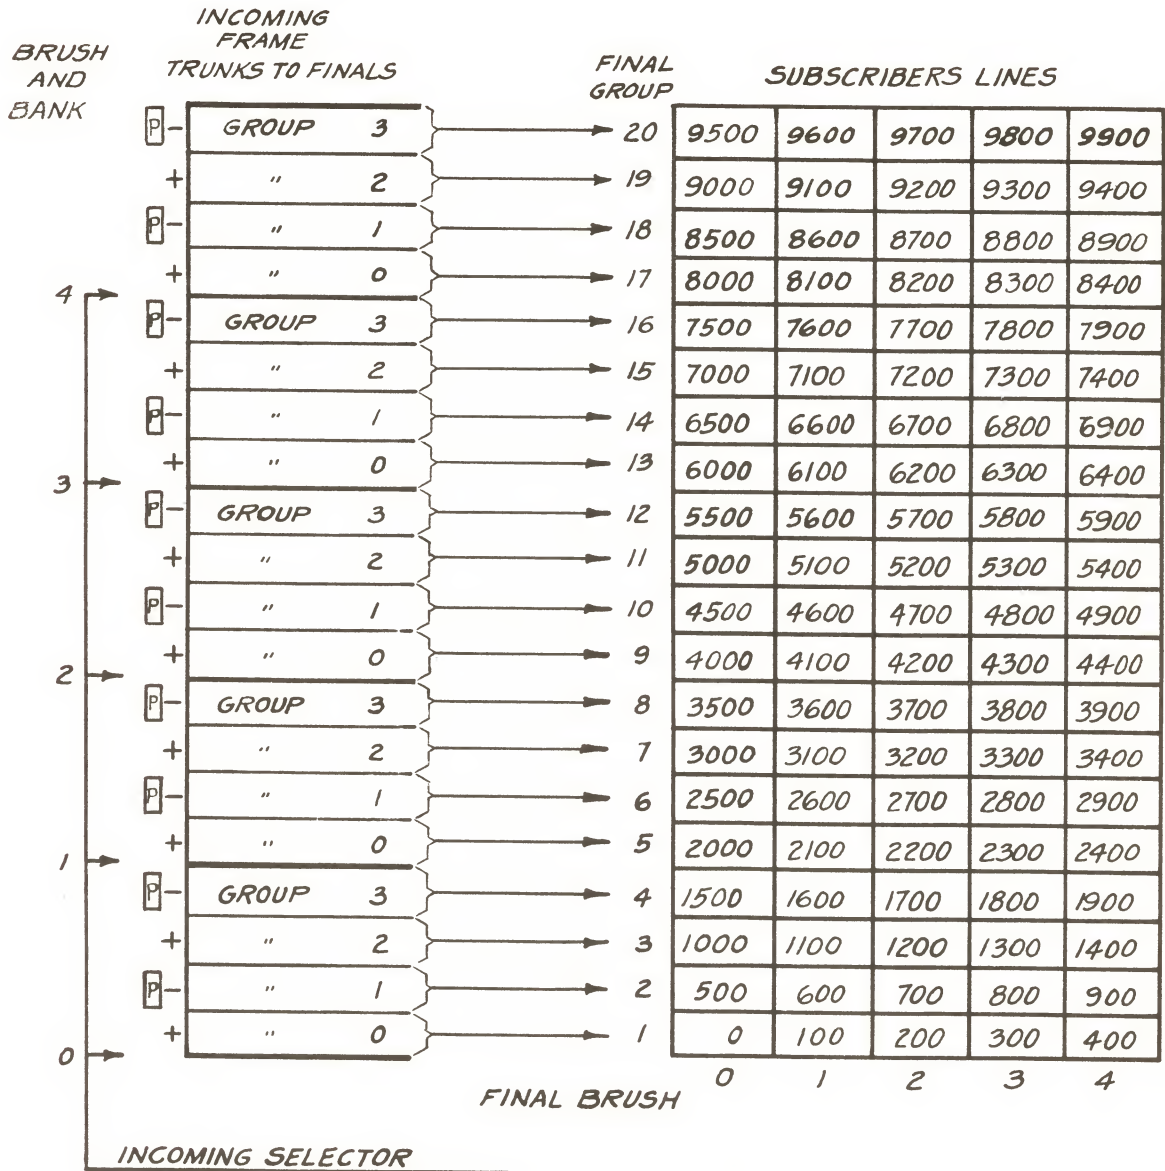 INCOMING
FRAME
TRUNKS TO FINALS
BRUSH
AND
BANK
FINAL
GROUP
SUBSCRIBERS LINES
P - GROUP 3 20 9500 9600 9700 9800 9900
+ " 2 19 9000 9100 9200 9300 9400
P - " 1 18 8500 8600 8700 8800 8900
+ " 0 17 8000 8100 8200 8300 8400
4
P - GROUP 3 16 7500 7600 7700 7800 7900
+ " 2 15 7000 7100 7200 7300 7400
P - " 1 14 6500 6600 6700 6800 6900
+ " 0 13 6000 6100 6200 6300 6400
3
P - GROUP 3 12 5500 5600 5700 5800 5900
+ " 2 11 5000 5100 5200 5300 5400
P - " 1 10 4500 4600 4700 4800 4900
+ " 0 9 4000 4100 4200 4300 4400
2
P - GROUP 3 8 3500 3600 3700 3800 3900
+ " 2 7 3000 3100 3200 3300 3400
P - " 1 6 2500 2600 2700 2800 2900
+ " 0 5 2000 2100 2200 2300 2400
1
P - GROUP 3 4 1500 1600 1700 1800 1900
+ " 2 3 1000 1100 1200 1300 1400
P - " 1 2 500 600 700 800 900
+ " 0 1 0 100 200 300 400
0
0 1 2 3 4
FINAL BRUSH
INCOMING SELECTOR